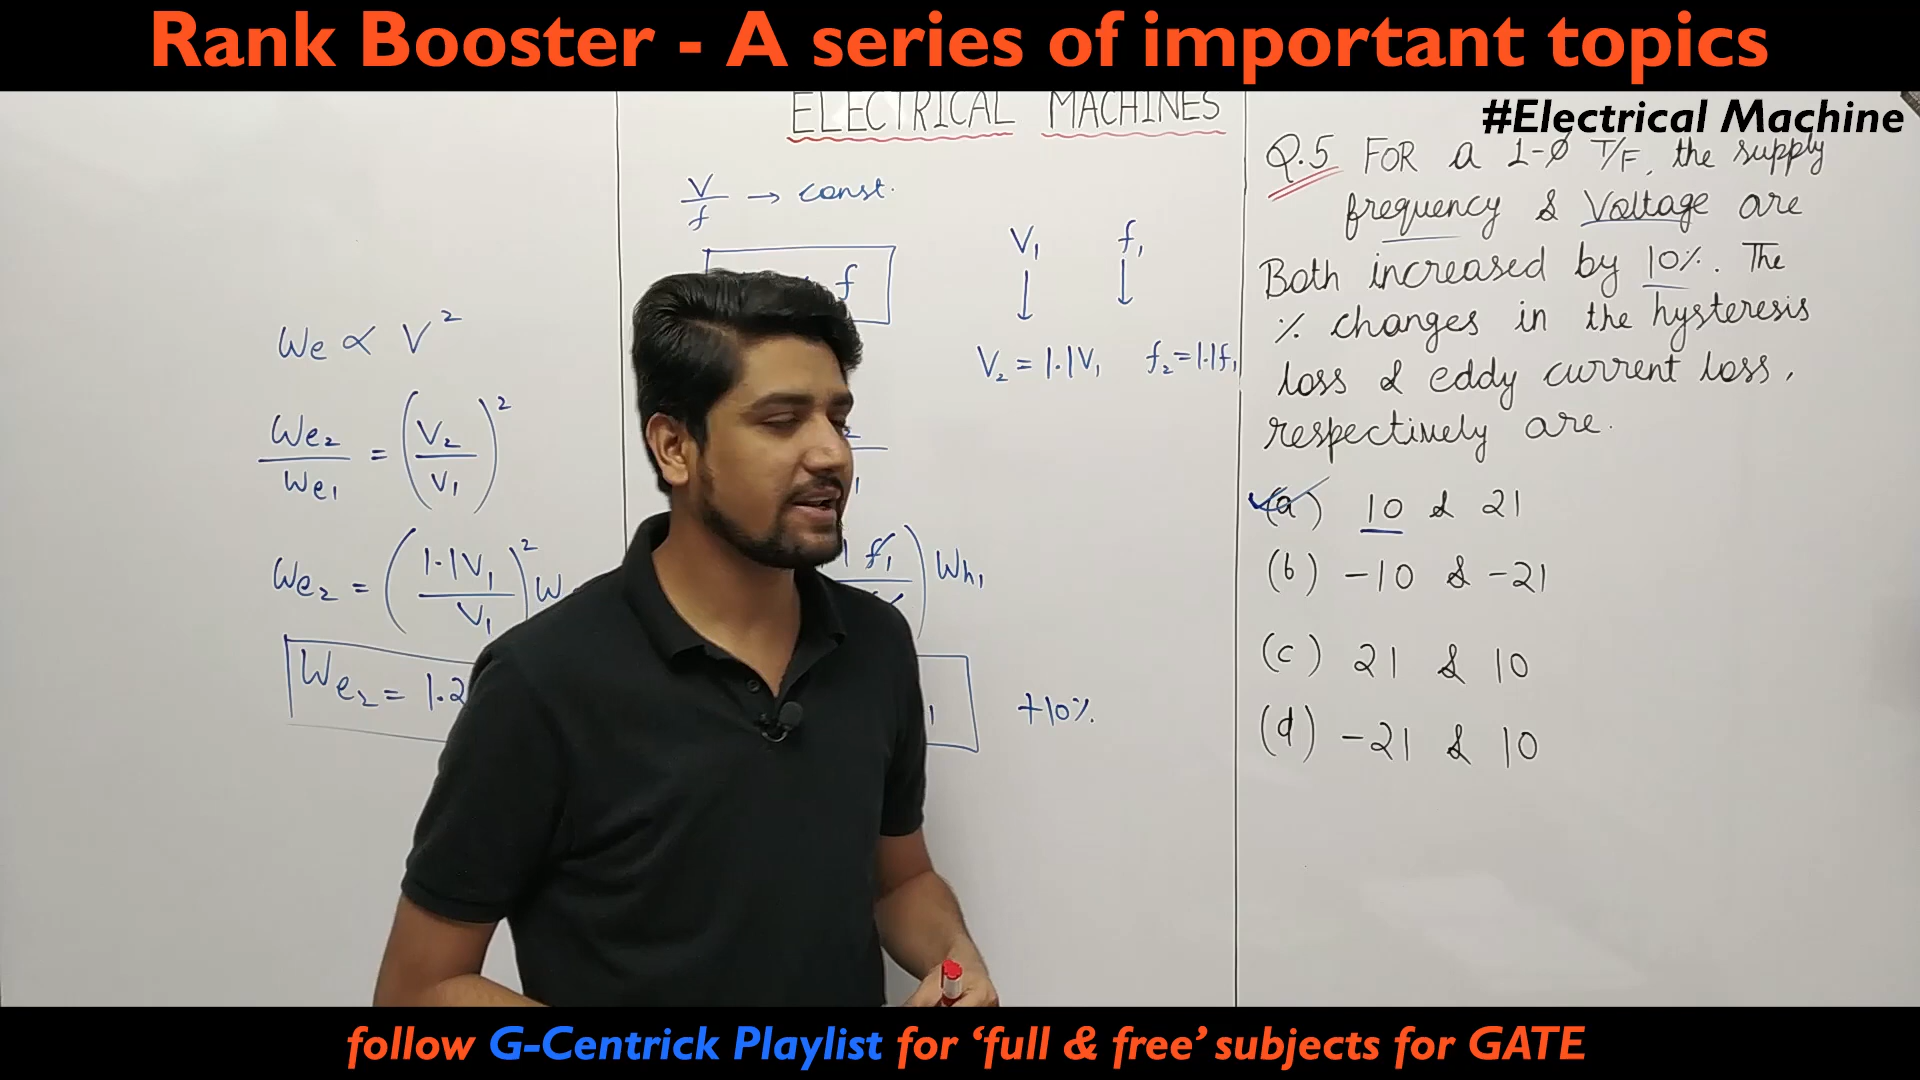 Rank Booster - A series of important topics
#Electrical Machine
ELECTRICAL MACHINES
V/f → const.
f
V₁ f₁
↓ ↓
V₂ = 1.1V₁ f₂=1.1f₁
We ∝ V²
We₂/We₁ = (V₂/V₁)²
We₂ = (1.1V₁/V₁)² W
We₂ = 1.2
f₁) Wh₁
+10%.
Q.5 FOR a 1-Ø T/F, the supply
frequency & Voltage are
Both increased by 10%. The
% changes in the hysteresis
loss & eddy current loss,
respectively are.
(a) 10 & 21
(b) -10 & -21
(c) 21 & 10
(d) -21 & 10
follow G-Centrick Playlist for ‘full & free’ subjects for GATE